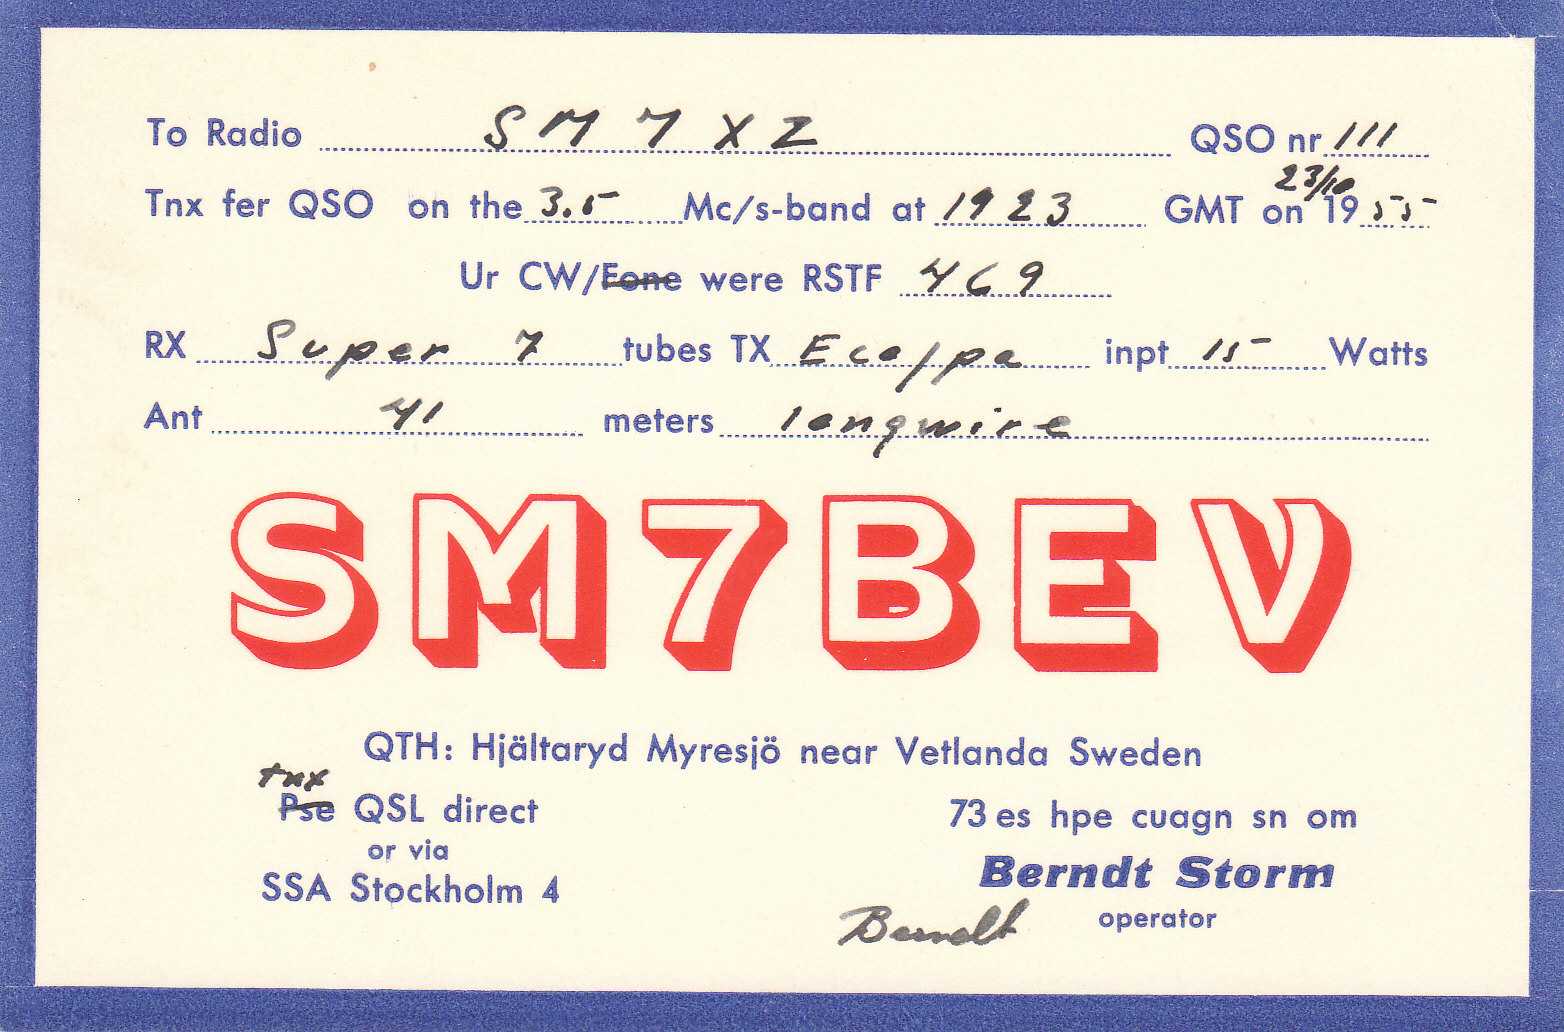 To Radio SM7XZ QSO nr 111
23/10
Tnx fer QSO on the 3.5 Mc/s-band at 1923 GMT on 1955
Ur CW/Fone were RSTF 469
RX Super 7 tubes TX Eco/pa inpt 15 Watts
Ant 41 meters longwire
SM7BEV
QTH: Hjältaryd Myresjö near Vetlanda Sweden
tnx
Pse QSL direct
or via
SSA Stockholm 4
73 es hpe cuagn sn om
Berndt Storm
operator
Berndt